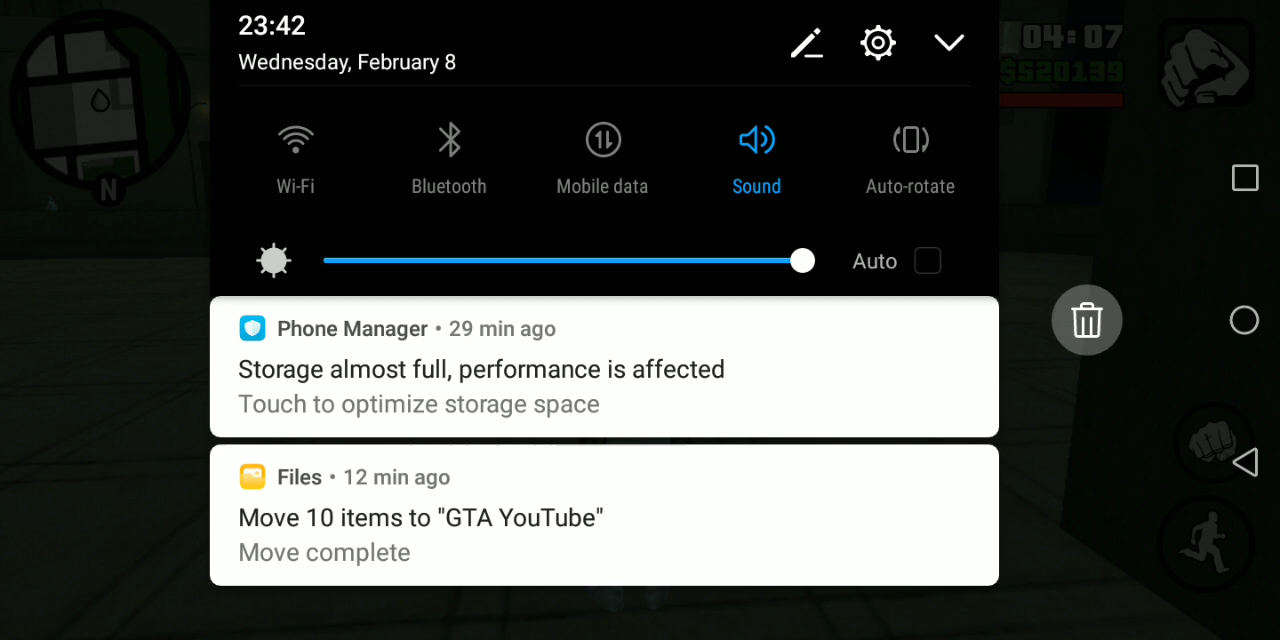 23:42
Wednesday, February 8
04:07
$520139
N
Wi-Fi
Bluetooth
Mobile data
Sound
Auto-rotate
Auto
Phone Manager • 29 min ago
Storage almost full, performance is affected
Touch to optimize storage space
Files • 12 min ago
Move 10 items to "GTA YouTube"
Move complete